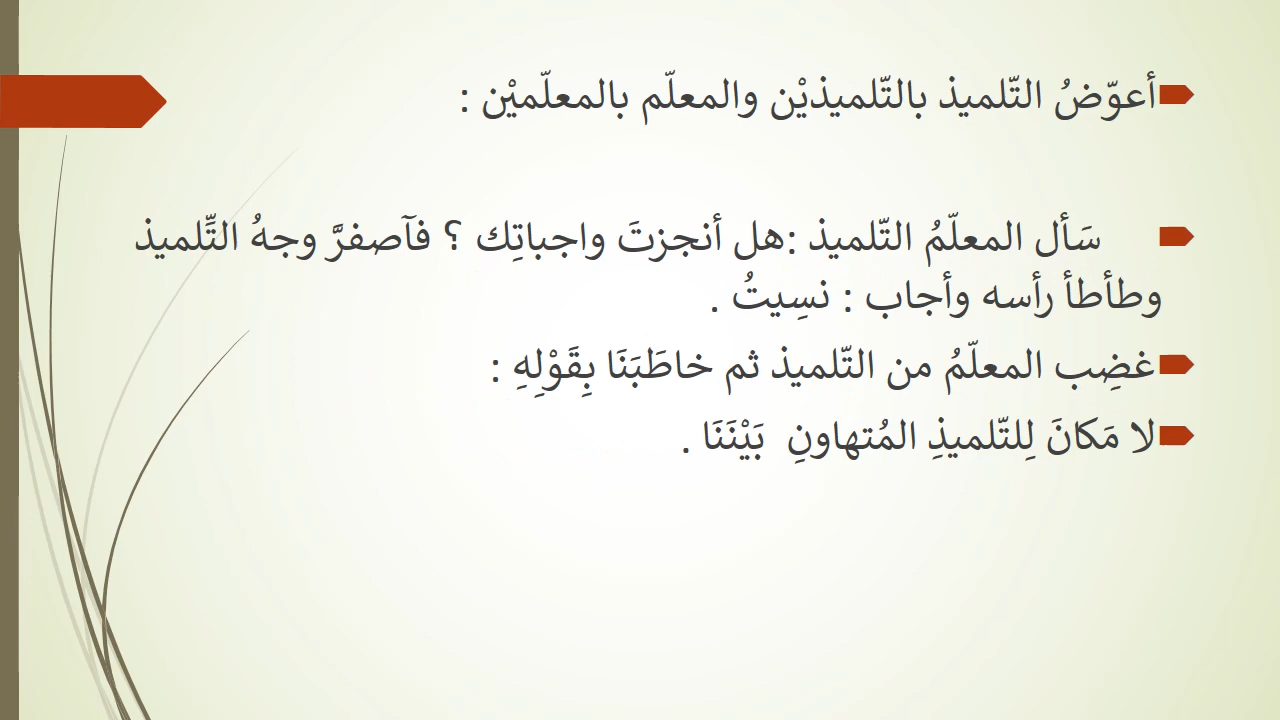 أعوّضُ التّلميذ بالتّلميذيْن والمعلّم بالمعلّميْن :
سَأل المعلّمُ التّلميذ :هل أنجزتَ واجباتِك ؟ فآصفرَّ وجهُ التِّلميذ
وطأطأ رأسه وأجاب : نسِيتُ .
غضِب المعلّمُ من التّلميذ ثم خاطَبَنَا بِقَوْلِهِ :
لا مَكانَ لِلتّلميذِ المُتهاونِ بَيْنَنَا .